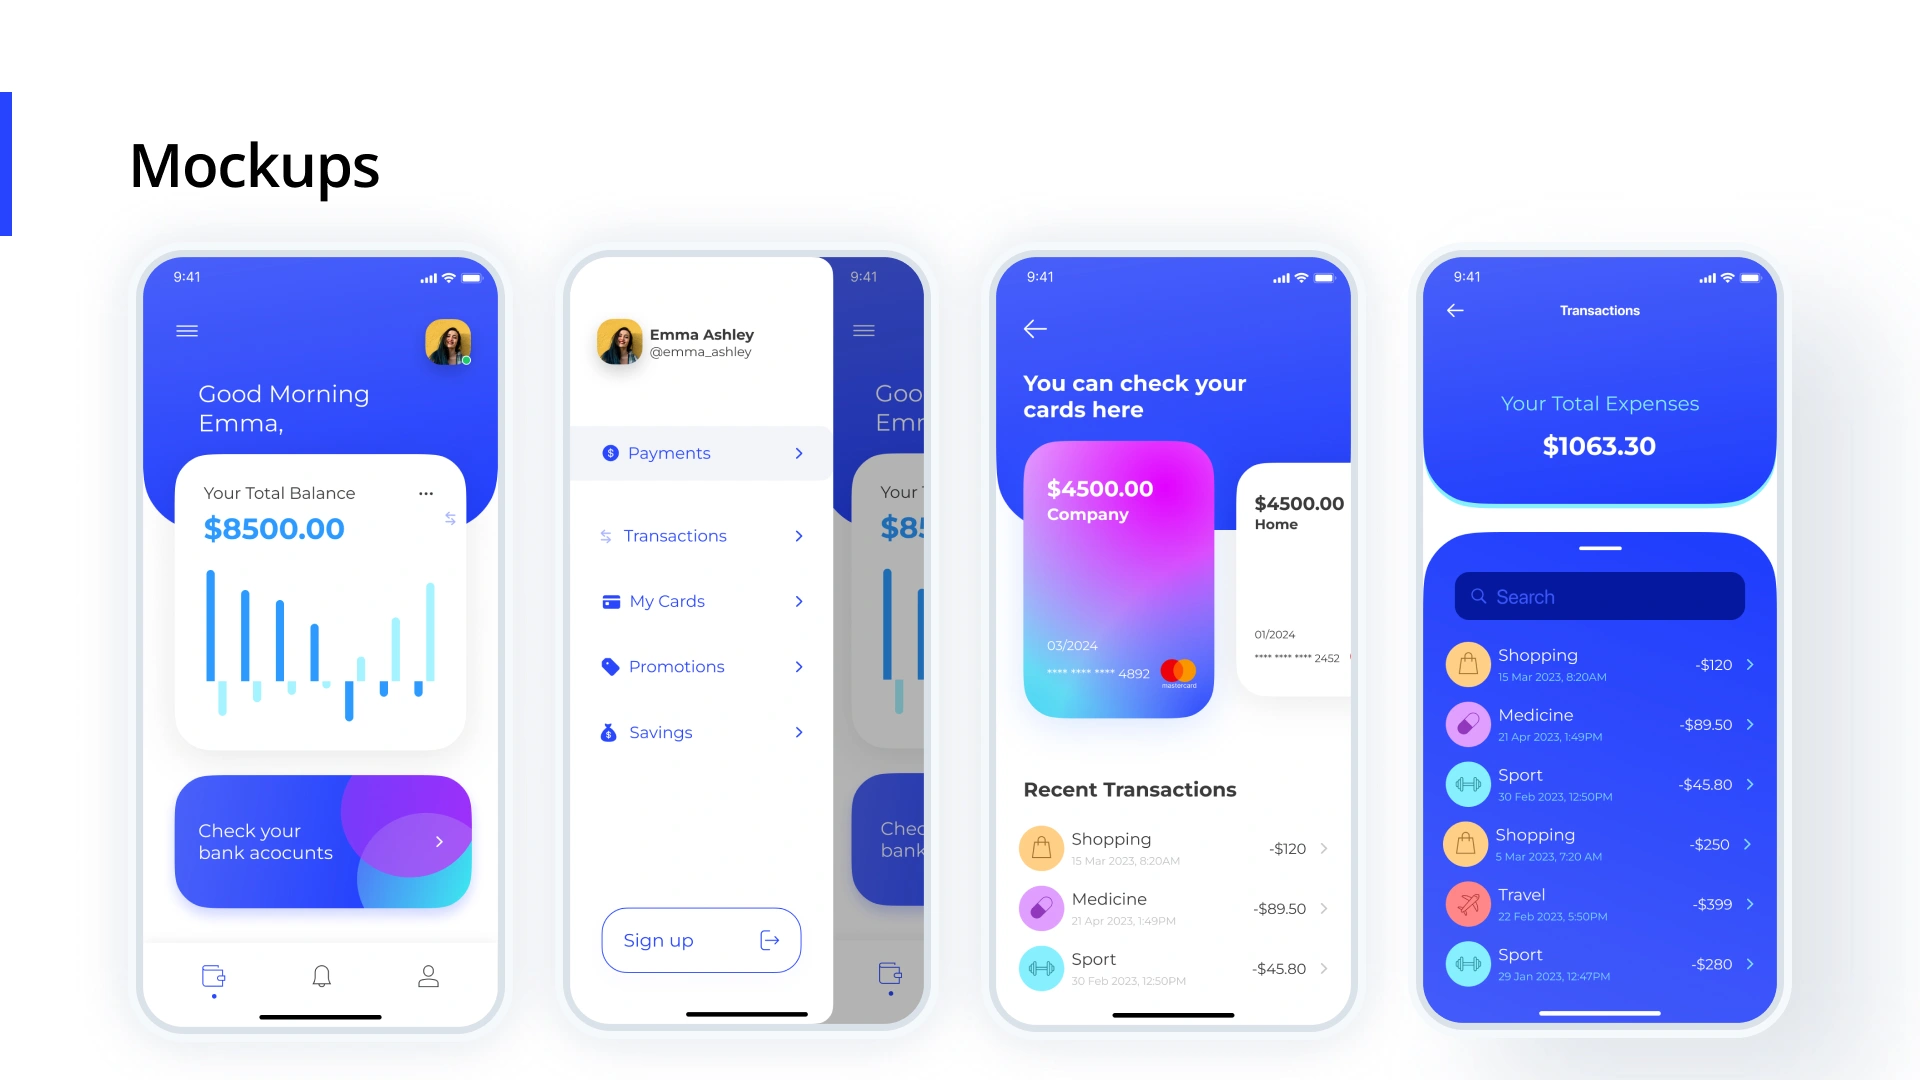 Mockups
9:41
Good Morning
Emma,
Your Total Balance
$8500.00
Check your
bank acocunts
Emma Ashley
@emma_ashley
Payments
Transactions
My Cards
Promotions
Savings
Sign up
9:41
Goo
Emr
Your T
$85
Chec
bank
9:41
You can check your
cards here
$4500.00
Company
03/2024
**** **** **** 4892
mastercard
$4500.00
Home
01/2024
**** **** **** 2452
Recent Transactions
Shopping
15 Mar 2023, 8:20AM
-$120
Medicine
21 Apr 2023, 1:49PM
-$89.50
Sport
30 Feb 2023, 12:50PM
-$45.80
9:41
Transactions
Your Total Expenses
$1063.30
Search
Shopping
15 Mar 2023, 8:20AM
-$120
Medicine
21 Apr 2023, 1:49PM
-$89.50
Sport
30 Feb 2023, 12:50PM
-$45.80
Shopping
5 Mar 2023, 7:20 AM
-$250
Travel
22 Feb 2023, 5:50PM
-$399
Sport
29 Jan 2023, 12:47PM
-$280